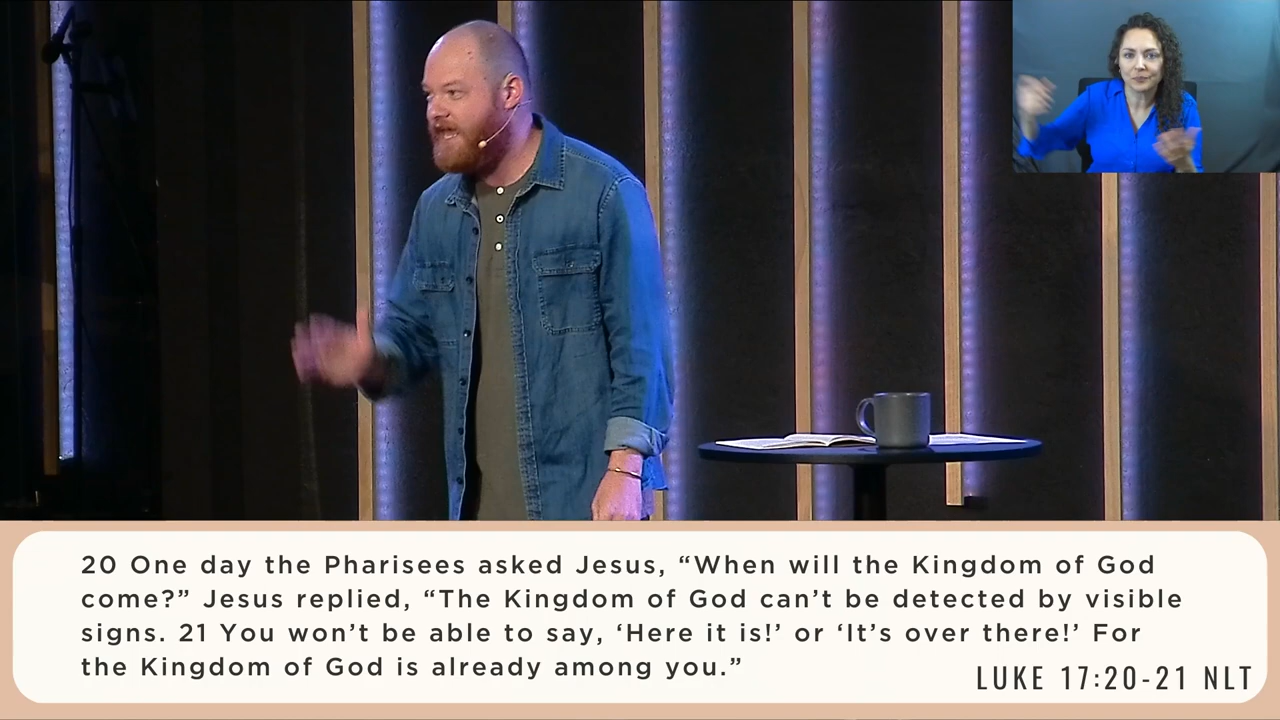 20 One day the Pharisees asked Jesus, “When will the Kingdom of God
come?” Jesus replied, “The Kingdom of God can’t be detected by visible
signs. 21 You won’t be able to say, ‘Here it is!’ or ‘It’s over there!’ For
the Kingdom of God is already among you.”
LUKE 17:20-21 NLT